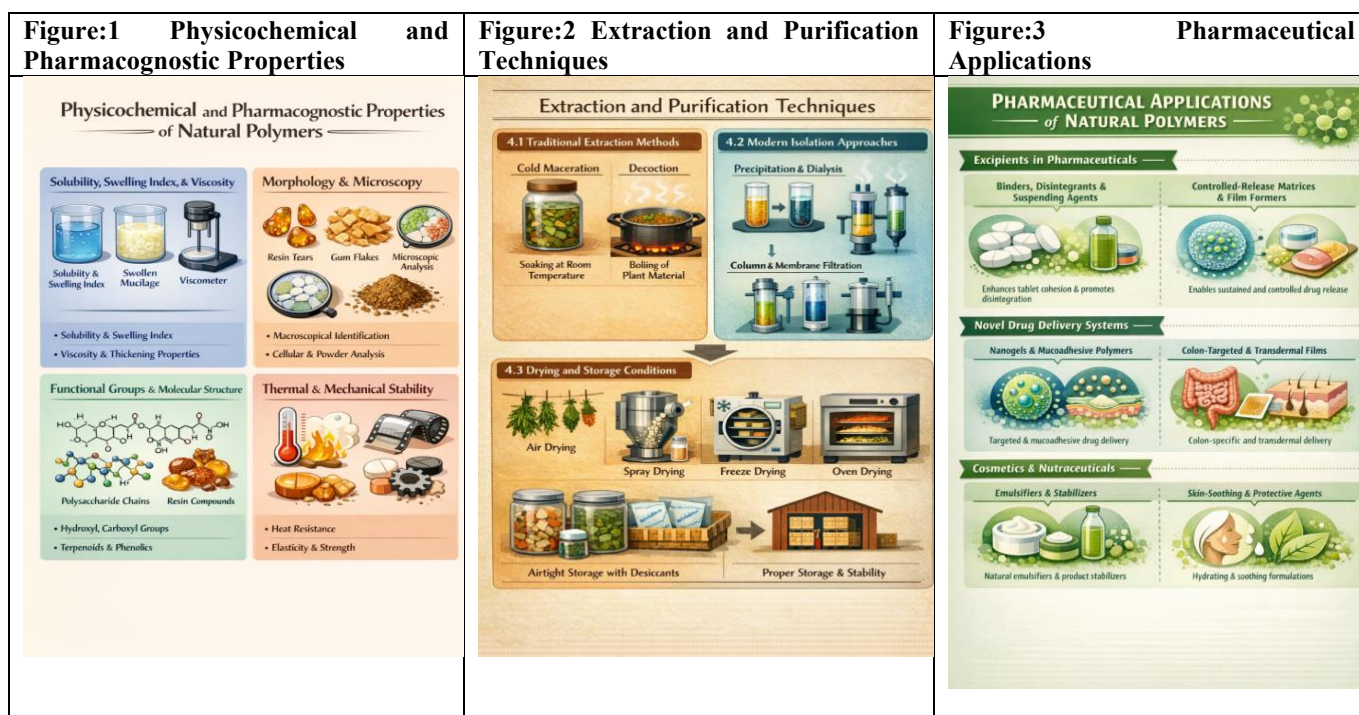 Figure:1 Physicochemical and
Pharmacognostic Properties
Physicochemical and Pharmacognostic Properties
of Natural Polymers
Solubility, Swelling Index, & Viscosity
Solubiity &
Swelling Index
Swollen
Mucilage
Viscometer
• Solubility & Swelling Index
• Viscosity & Thickening Properties
Morphology & Microscopy
Resin Tears
Gum Flakes
Microscopic
Analysis
• Macroscopical Identification
• Cellular & Powder Analysis
Functional Groups & Molecular Structure
Polysaccharide Chains
Resin Compounds
• Hydroxyl, Carboxyl Groups
• Terpenoids & Phenolics
Thermal & Mechanical Stability
• Heat Resistance
• Elasticity & Strength
Figure:2 Extraction and Purification
Techniques
Extraction and Purification Techniques
4.1 Traditional Extraction Methods
Cold Maceration
Soaking at Room
Temperature
Decoction
Boiling of
Plant Material
4.2 Modern Isolation Approaches
Precipitation & Dialysis
Column & Membrane Filtration
4.3 Drying and Storage Conditions
Air Drying
Spray Drying
Freeze Drying
Oven Drying
Airtight Storage with Desiccants
Proper Storage & Stability
Figure:3 Pharmaceutical
Applications
PHARMACEUTICAL APPLICATIONS
of NATURAL POLYMERS
Excipients in Pharmaceuticals
Binders, Disintegrants &
Suspending Agents
Enhances tablet cohesion & promotes
disintegration
Controlled-Release Matrices
& Film Formers
Enables sustained and controlled drug release
Novel Drug Delivery Systems
Nanogels & Mucoadhesive Polymers
Targeted & mucoadhesive drug delivery
Colon-Targeted & Transdermal Films
Colon-specific and transdermal delivery
Cosmetics & Nutraceuticals
Emulsifiers & Stabilizers
Natural emulsifiers & product stabilizers
Skin-Soothing & Protective Agents
Hydrating & soothing formulations